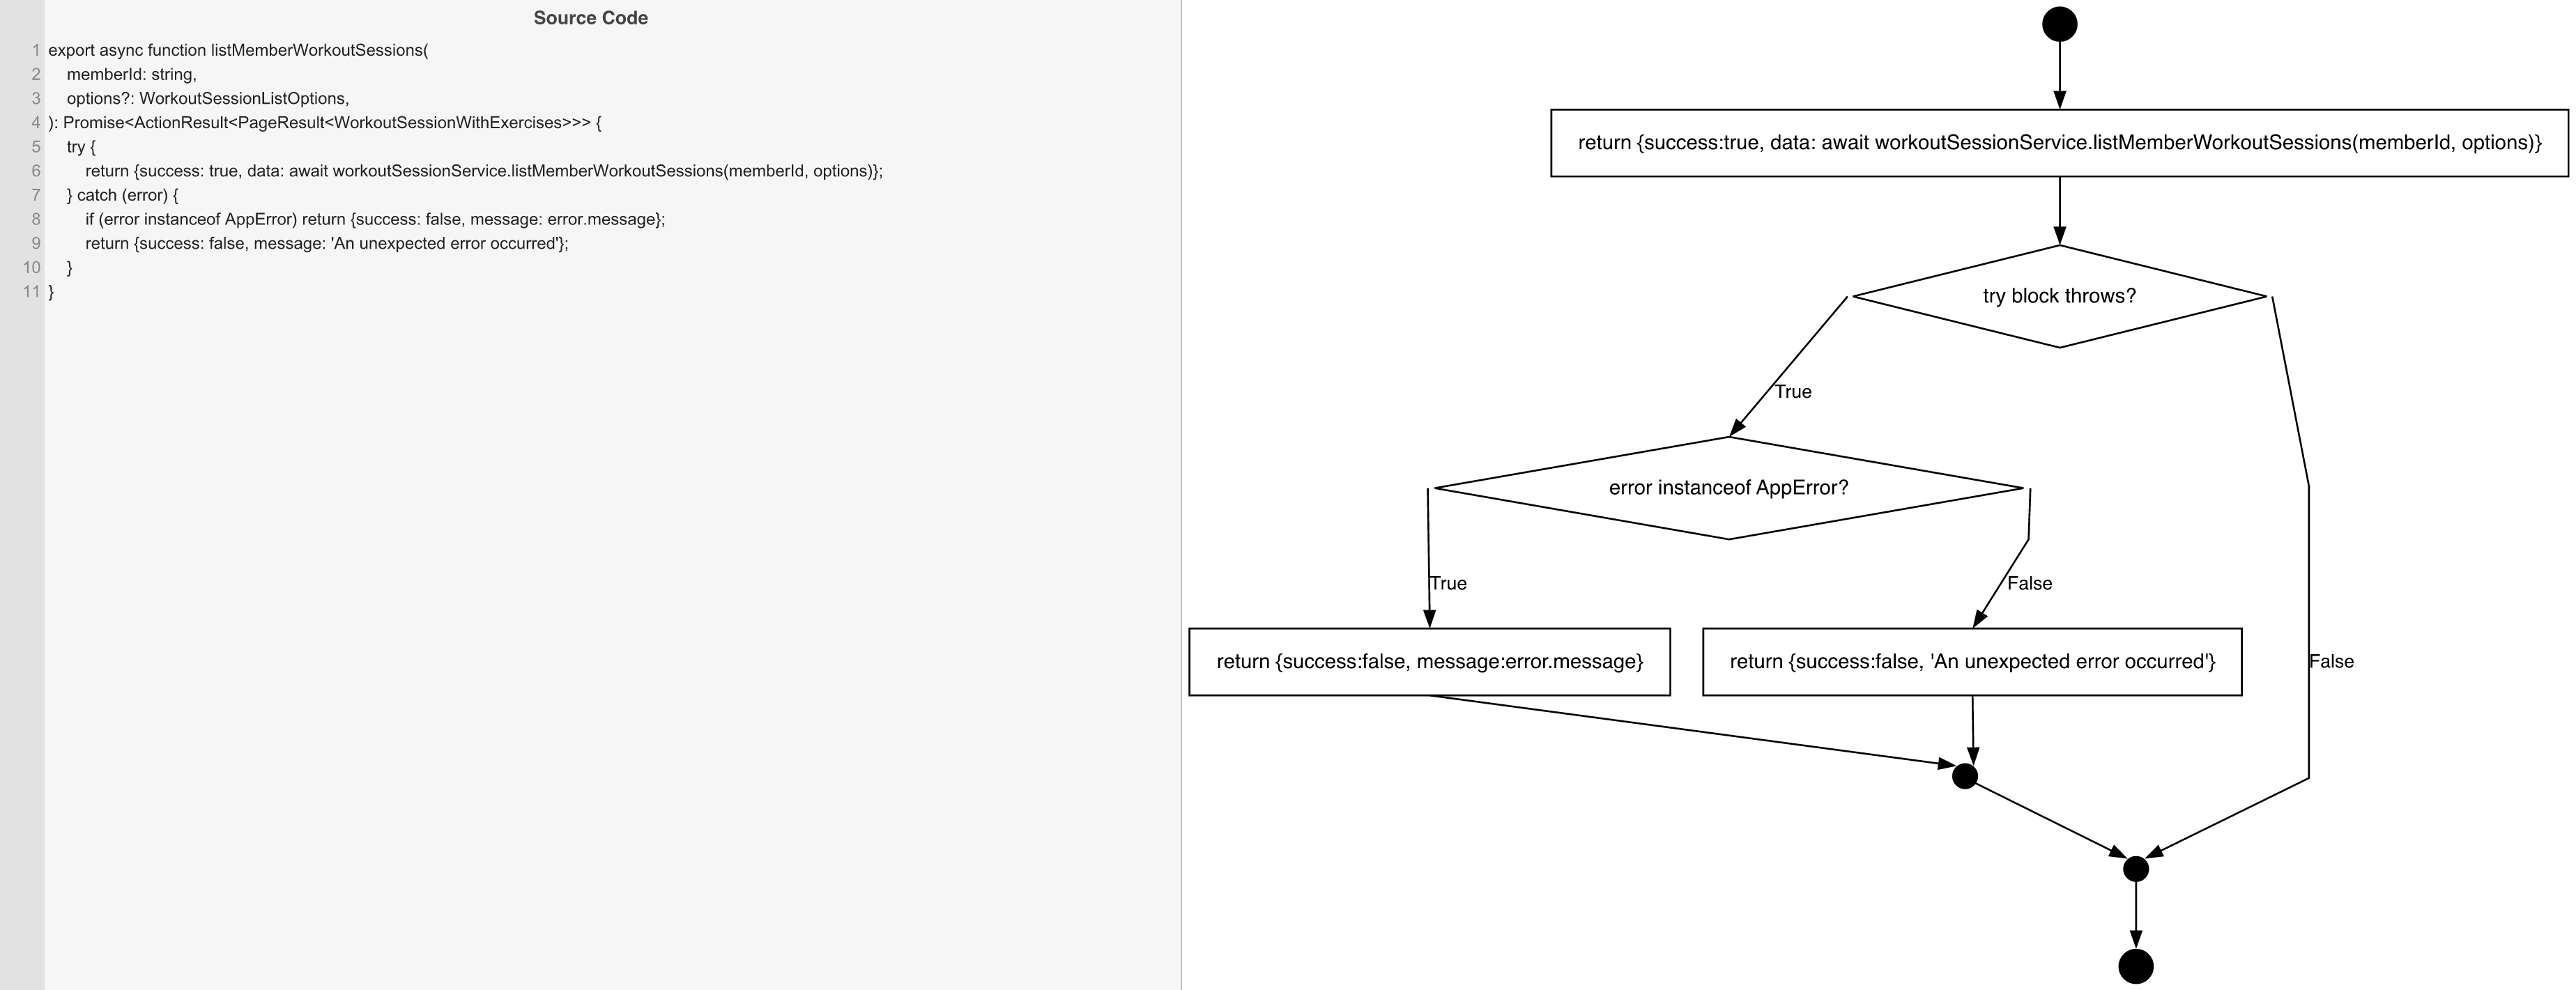 Source Code
1 export async function listMemberWorkoutSessions(
2 memberId: string,
3 options?: WorkoutSessionListOptions,
4 ): Promise<ActionResult<PageResult<WorkoutSessionWithExercises>>> {
5 try {
6 return {success: true, data: await workoutSessionService.listMemberWorkoutSessions(memberId, options)};
7 } catch (error) {
8 if (error instanceof AppError) return {success: false, message: error.message};
9 return {success: false, message: 'An unexpected error occurred'};
10 }
11 }
return {success:true, data: await workoutSessionService.listMemberWorkoutSessions(memberId, options)}
try block throws?
True
error instanceof AppError?
True
False
return {success:false, message:error.message}
return {success:false, 'An unexpected error occurred'}
False